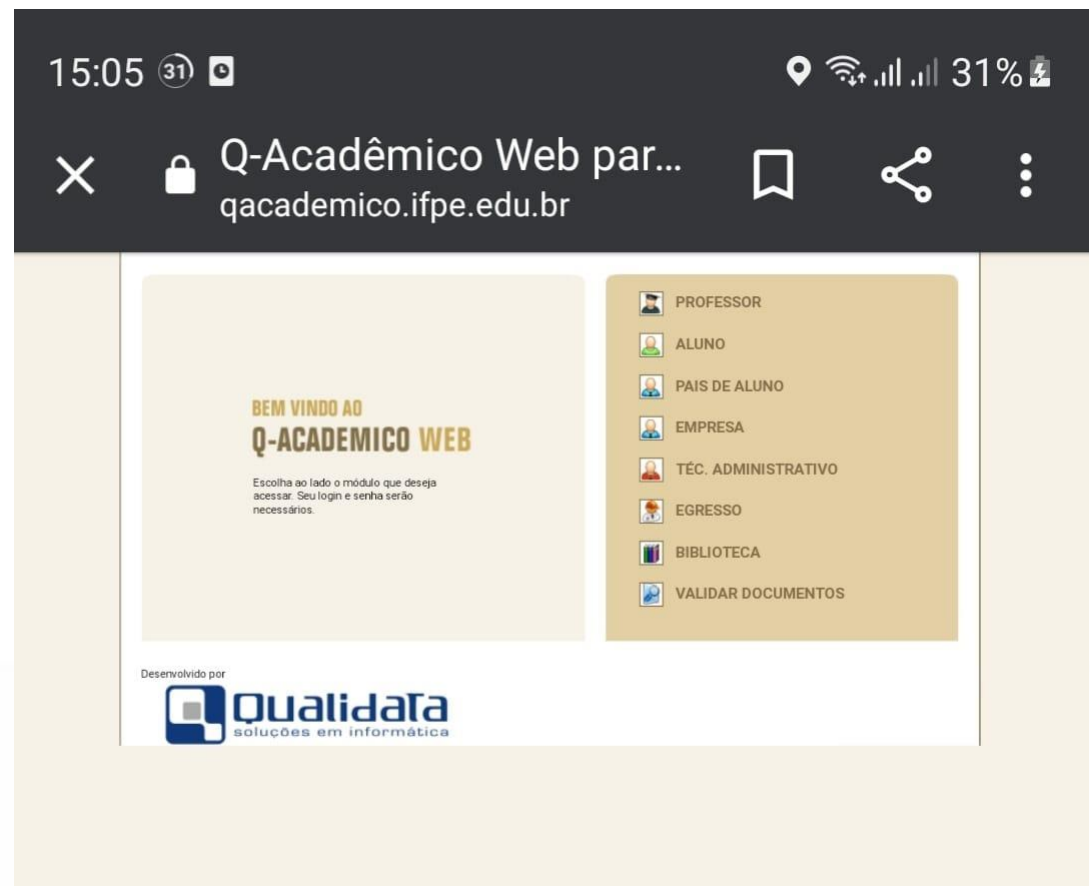 15:05 31 31%
Q-Acadêmico Web par...
qacademico.ifpe.edu.br
BEM VINDO AO
Q-ACADEMICO WEB
Escolha ao lado o módulo que deseja
acessar. Seu login e senha serão
necessários.
PROFESSOR
ALUNO
PAIS DE ALUNO
EMPRESA
TÉC. ADMINISTRATIVO
EGRESSO
BIBLIOTECA
VALIDAR DOCUMENTOS
Desenvolvido por
Qualidata
soluções em informática